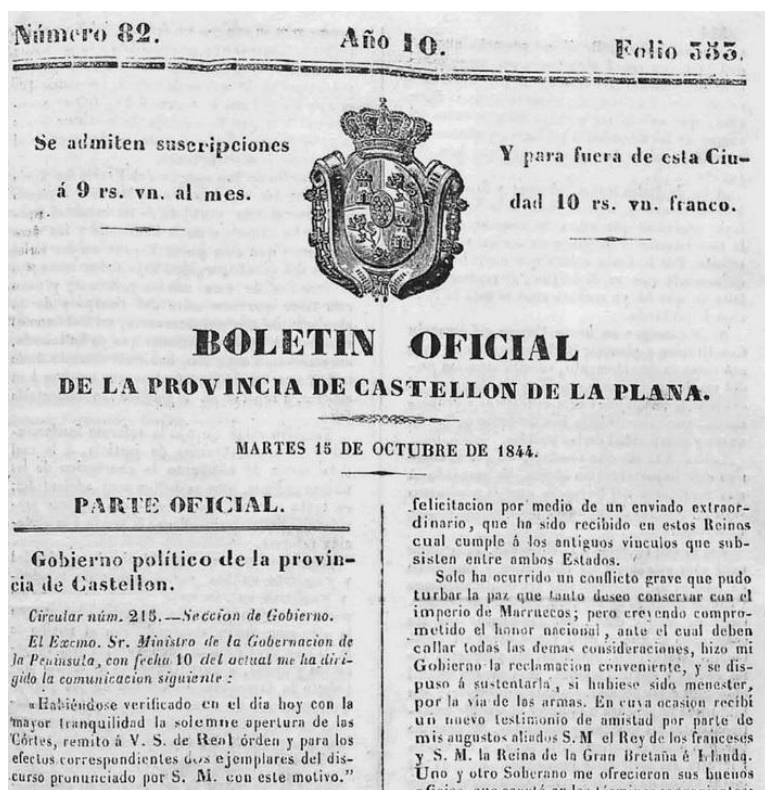 Número 82.
Año 10.
Folio 353.
Se admiten suscripciones
á 9 rs. vn. al mes.
Y para fuera de esta Ciu-
dad 10 rs. vn. franco.
BOLETIN OFICIAL
DE LA PROVINCIA DE CASTELLON DE LA PLANA.
MARTES 15 DE OCTUBRE DE 1844.
PARTE OFICIAL.
Gobierno político de la provin-
cia de Castellon.
Circular núm. 215.—Seccion de Gobierno.
El Excmo. Sr. Ministro de la Gobernacion de
la Peninsula, con fecha 10 del actual me ha diri-
gido la comunicacion siguiente :
«Habiéndose verificado en el dia hoy con la
mayor tranquilidad la solemne apertura de las
Córtes, remito á V. S. de Real órden y para los
efectos correspondientes dos ejemplares del dis-
curso pronunciado por S. M. con este motivo.”
felicitacion por medio de un enviado extraor-
dinario, que ha sido recibido en estos Reinos
cual cumple á los antiguos vinculos que sub-
sisten entre ambos Estados.
Solo ha ocurrido un conflicto grave que pudo
turbar la paz que tanto deseo conservar con el
imperio de Marruecos; pero creyendo compro-
metido el honor nacional, ante el cual deben
callar todas las demas consideraciones, hizo mi
Gobierno la reclamacion conveniente, y se dis-
puso á sustentarla, si hubiese sido menester,
por la via de las armas. En cuya ocasion recibí
un nuevo testimonio de amistad por parte de
mis augustos aliados S. M el Rey de los franceses
y S. M. la Reina de la Gran Bretaña é Irlanda.
Uno y otro Soberano me ofrecieron sus buenos